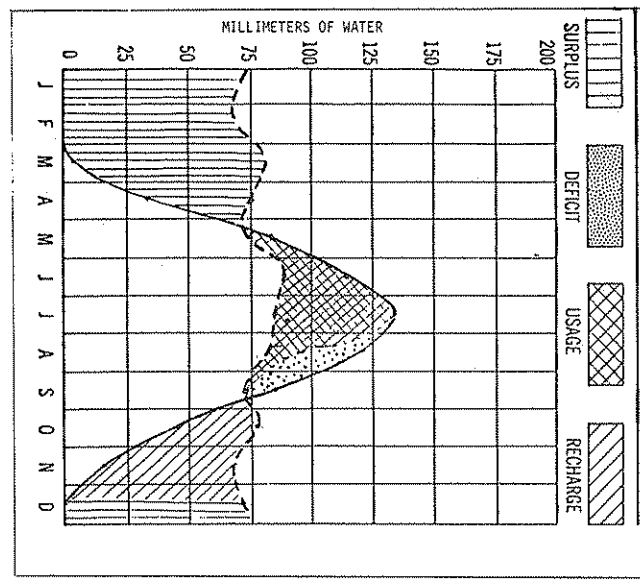 MILLIMETERS OF WATER
0 25 50 75 100 125 150 175 200
J F M A M J J A S O N D
SURPLUS
DEFICIT
USAGE
RECHARGE